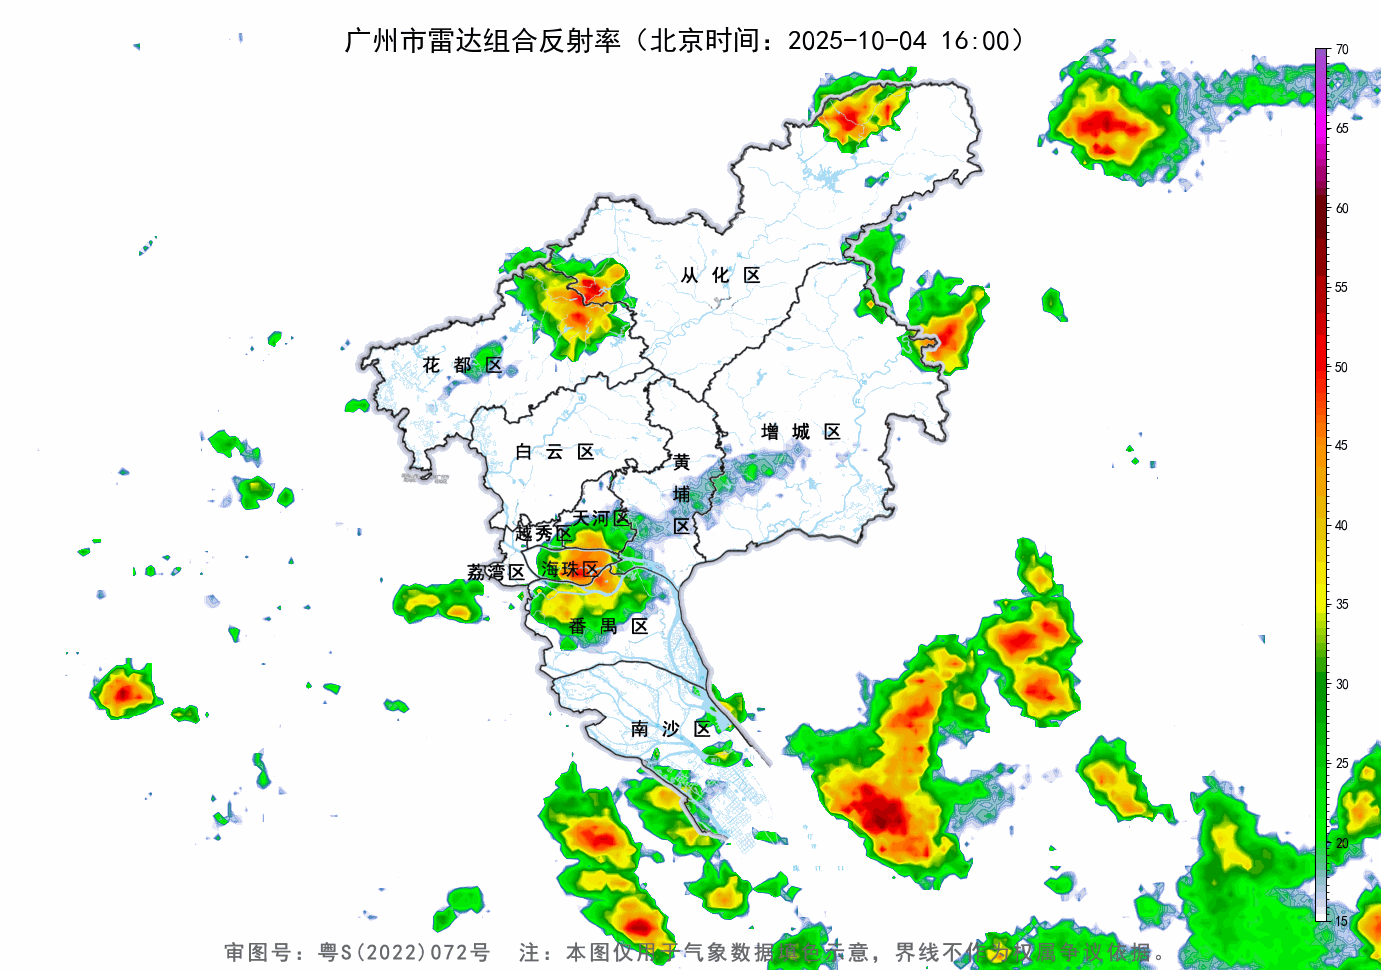 广州市雷达组合反射率（北京时间：2025-10-04 16:00）
70
65
60
55
50
45
40
35
30
25
20
15
从化区
花都区
增城区
白云区
黄埔区
天河区
越秀区
海珠区
荔湾区
番禺区
南沙区
审图号：粤S(2022)072号 注：本图仅用于气象数据调色示意，界线不作为权属争议依据。